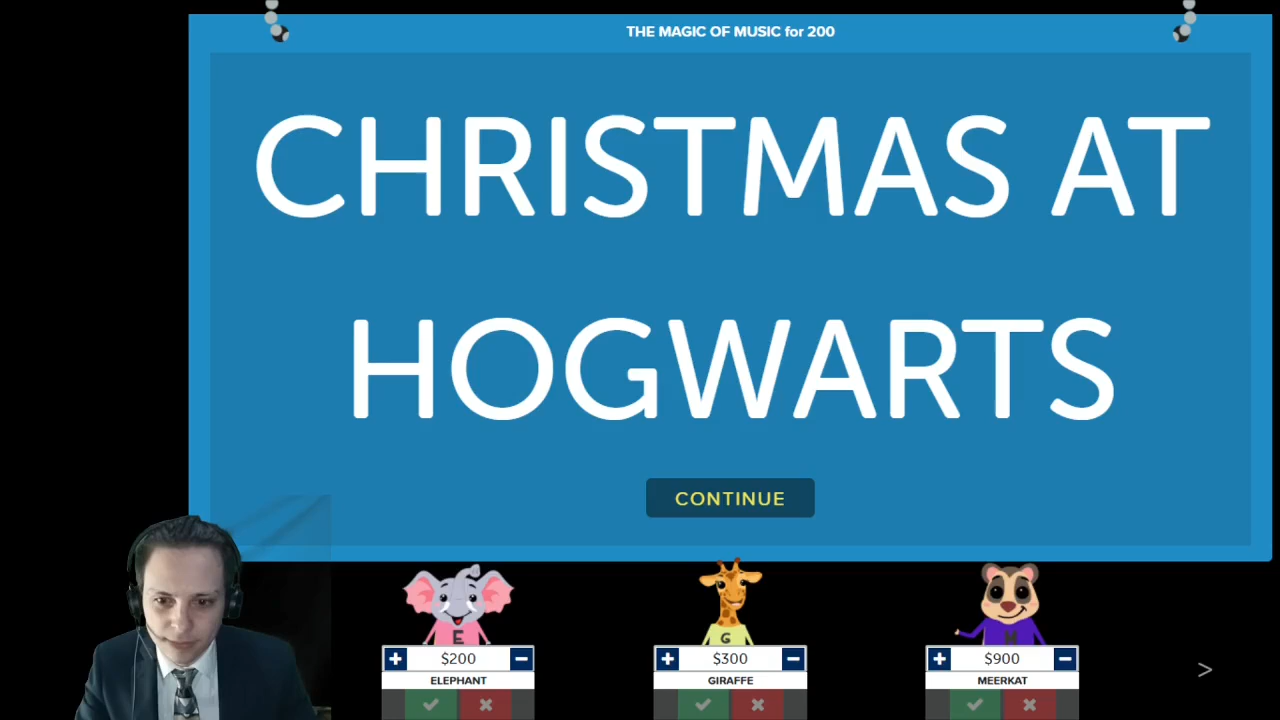 THE MAGIC OF MUSIC for 200
CHRISTMAS AT
HOGWARTS
CONTINUE
E
G
M
+ $200 −
+ $300 −
+ $900 −
ELEPHANT
GIRAFFE
MEERKAT
>